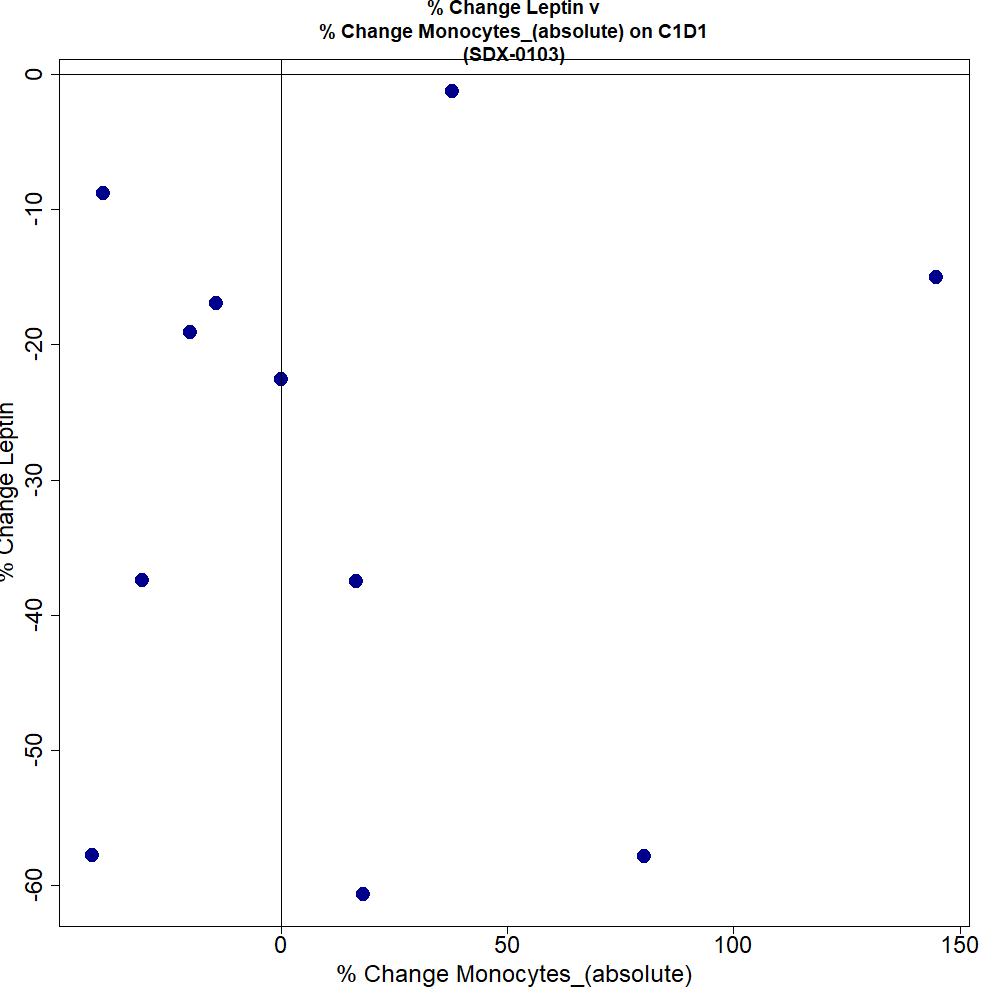 % Change Leptin v
% Change Monocytes_(absolute) on C1D1
(SDX-0103)
0
-10
-20
-30
-40
-50
-60
% Change Leptin
0
50
100
150
% Change Monocytes_(absolute)